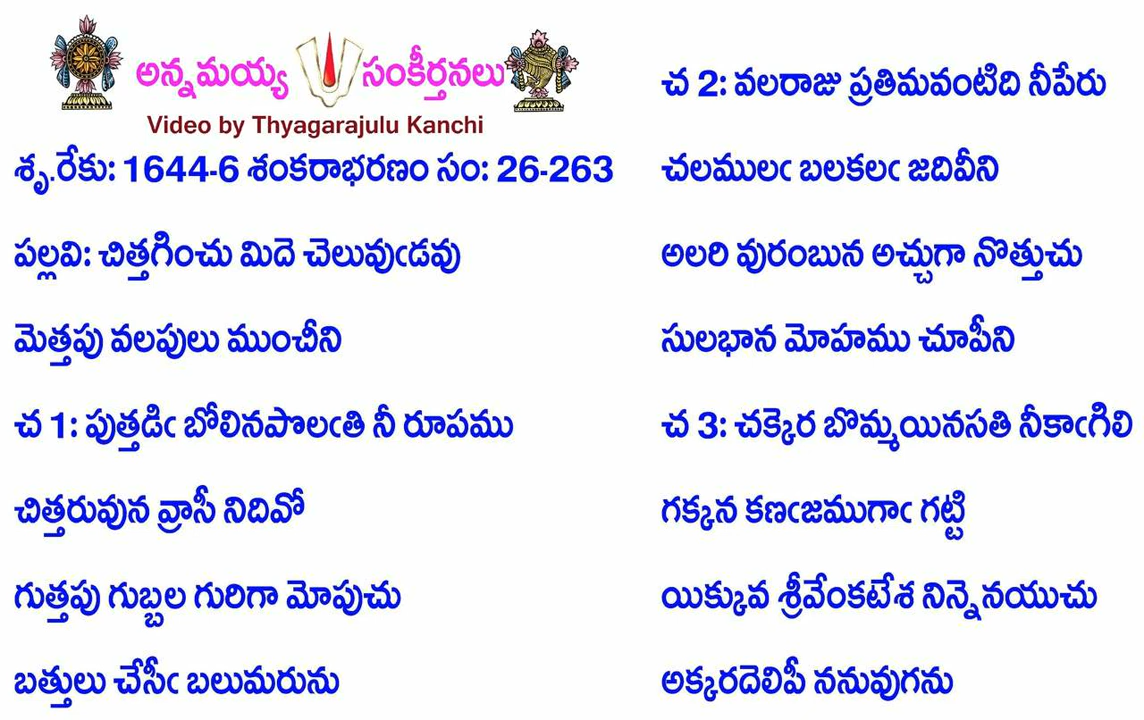 అన్నమయ్య సంకీర్తనలు
Video by Thyagarajulu Kanchi
శృ.రేకు: 1644-6 శంకరాభరణం సం: 26-263
పల్లవి: చిత్తగించు మిదె చెలువుఁడవు
మెత్తపు వలపులు ముంచీని
చ 1: పుత్తడిఁ బోలినపొలఁతి నీ రూపము
చిత్తరువున వ్రాసీ నిదివో
గుత్తపు గుబ్బల గురిగా మోపుచు
బత్తులు చేసీఁ బలుమరును
చ 2: వలరాజు ప్రతిమవంటిది నీపేరు
చలములఁ బలకలఁ జదివీని
అలరి వురంబున అచ్చుగా నొత్తుచు
సులభాన మోహము చూపీని
చ 3: చక్కెర బొమ్మయినసతి నీకాఁగిలి
గక్కన కణఁజముగాఁ గట్టి
యిక్కువ శ్రీవేంకటేశ నిన్నెనయుచు
అక్కరదెలిపీ ననువుగను